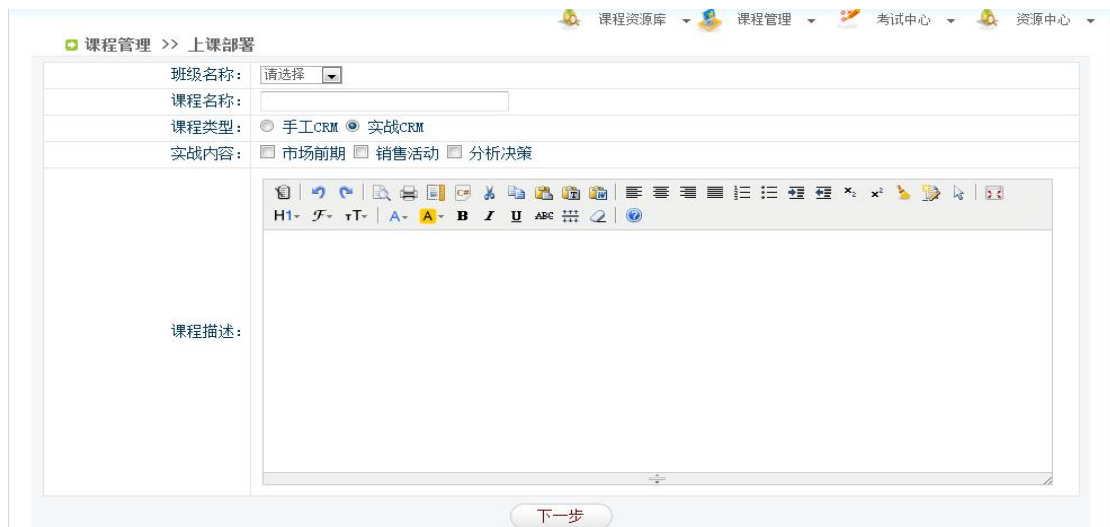 课程资源库 课程管理 考试中心 资源中心
课程管理 >> 上课部署
班级名称： 请选择
课程名称：
课程类型： 手工CRM 实战CRM
实战内容： 市场前期 销售活动 分析决策
H1 F тT A A B I U ABC
课程描述：
下一步